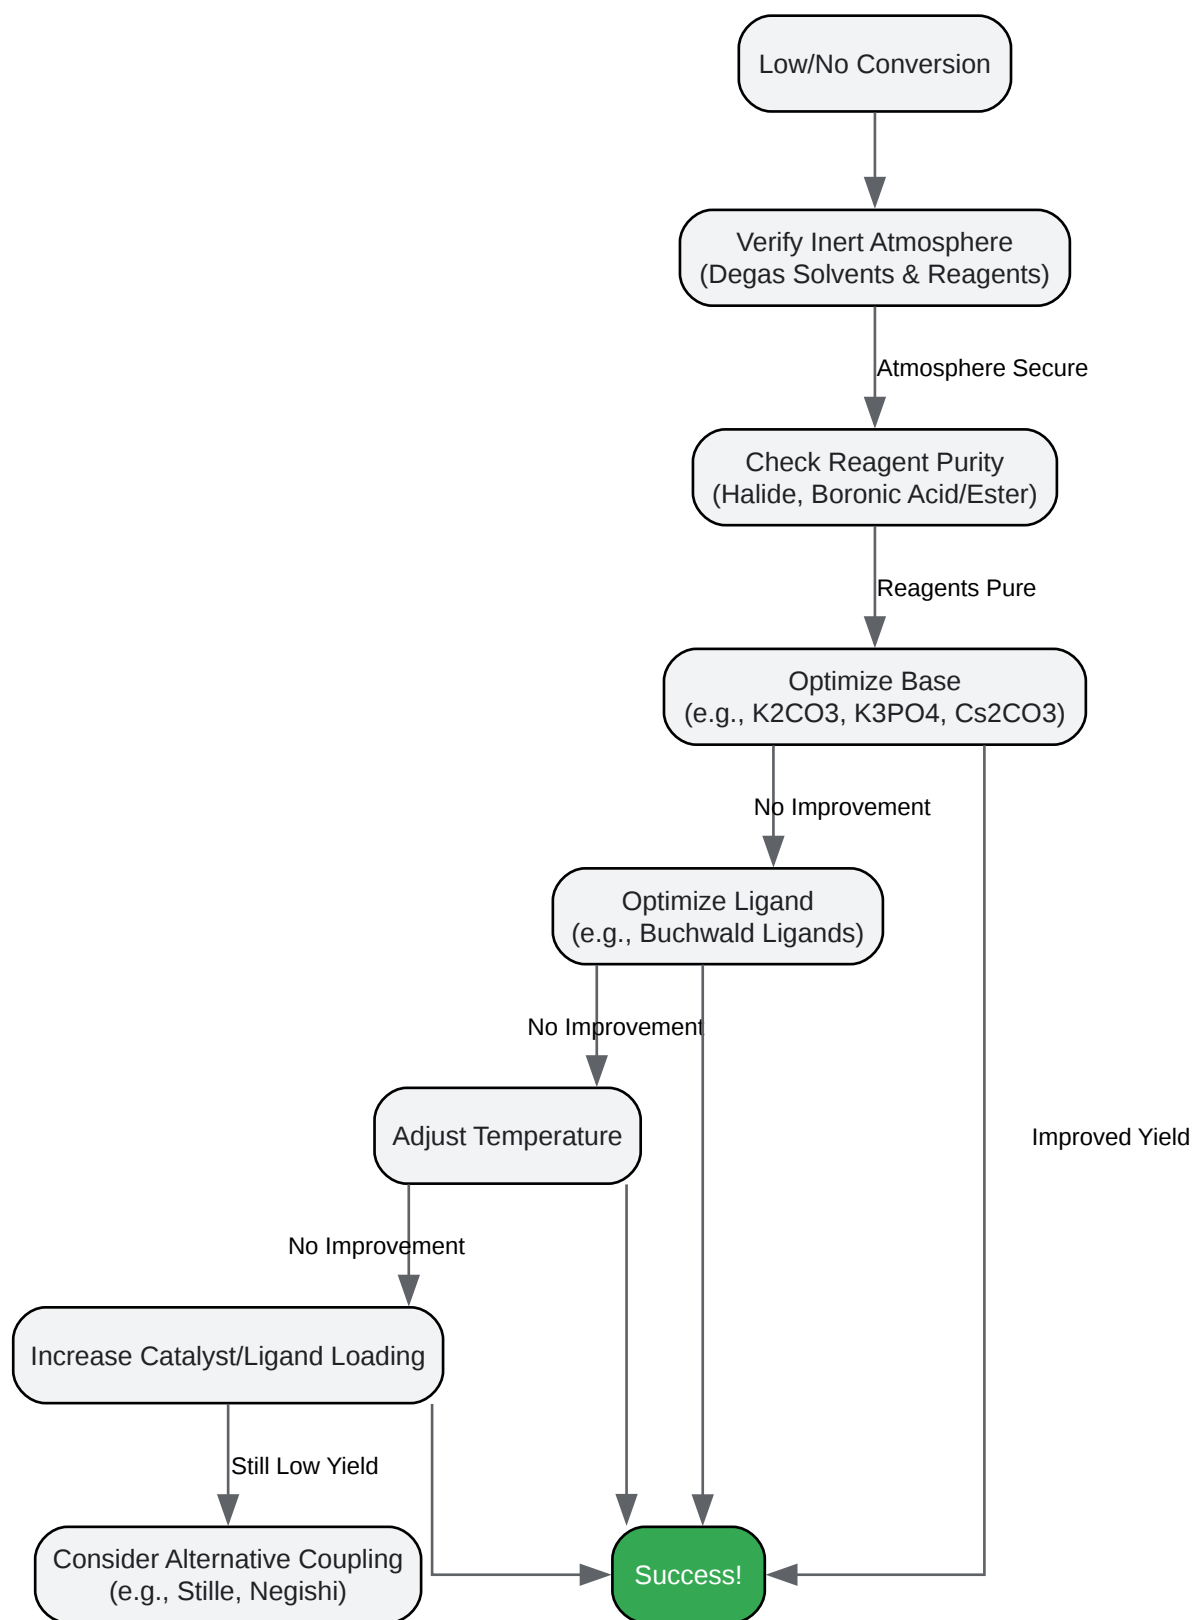 Low/No Conversion
Verify Inert Atmosphere
(Degas Solvents & Reagents)
Atmosphere Secure
Check Reagent Purity
(Halide, Boronic Acid/Ester)
Reagents Pure
Optimize Base
(e.g., K2CO3, K3PO4, Cs2CO3)
No Improvement
Optimize Ligand
(e.g., Buchwald Ligands)
No Improvement
Adjust Temperature
Improved Yield
No Improvement
Increase Catalyst/Ligand Loading
Still Low Yield
Consider Alternative Coupling
(e.g., Stille, Negishi)
Success!